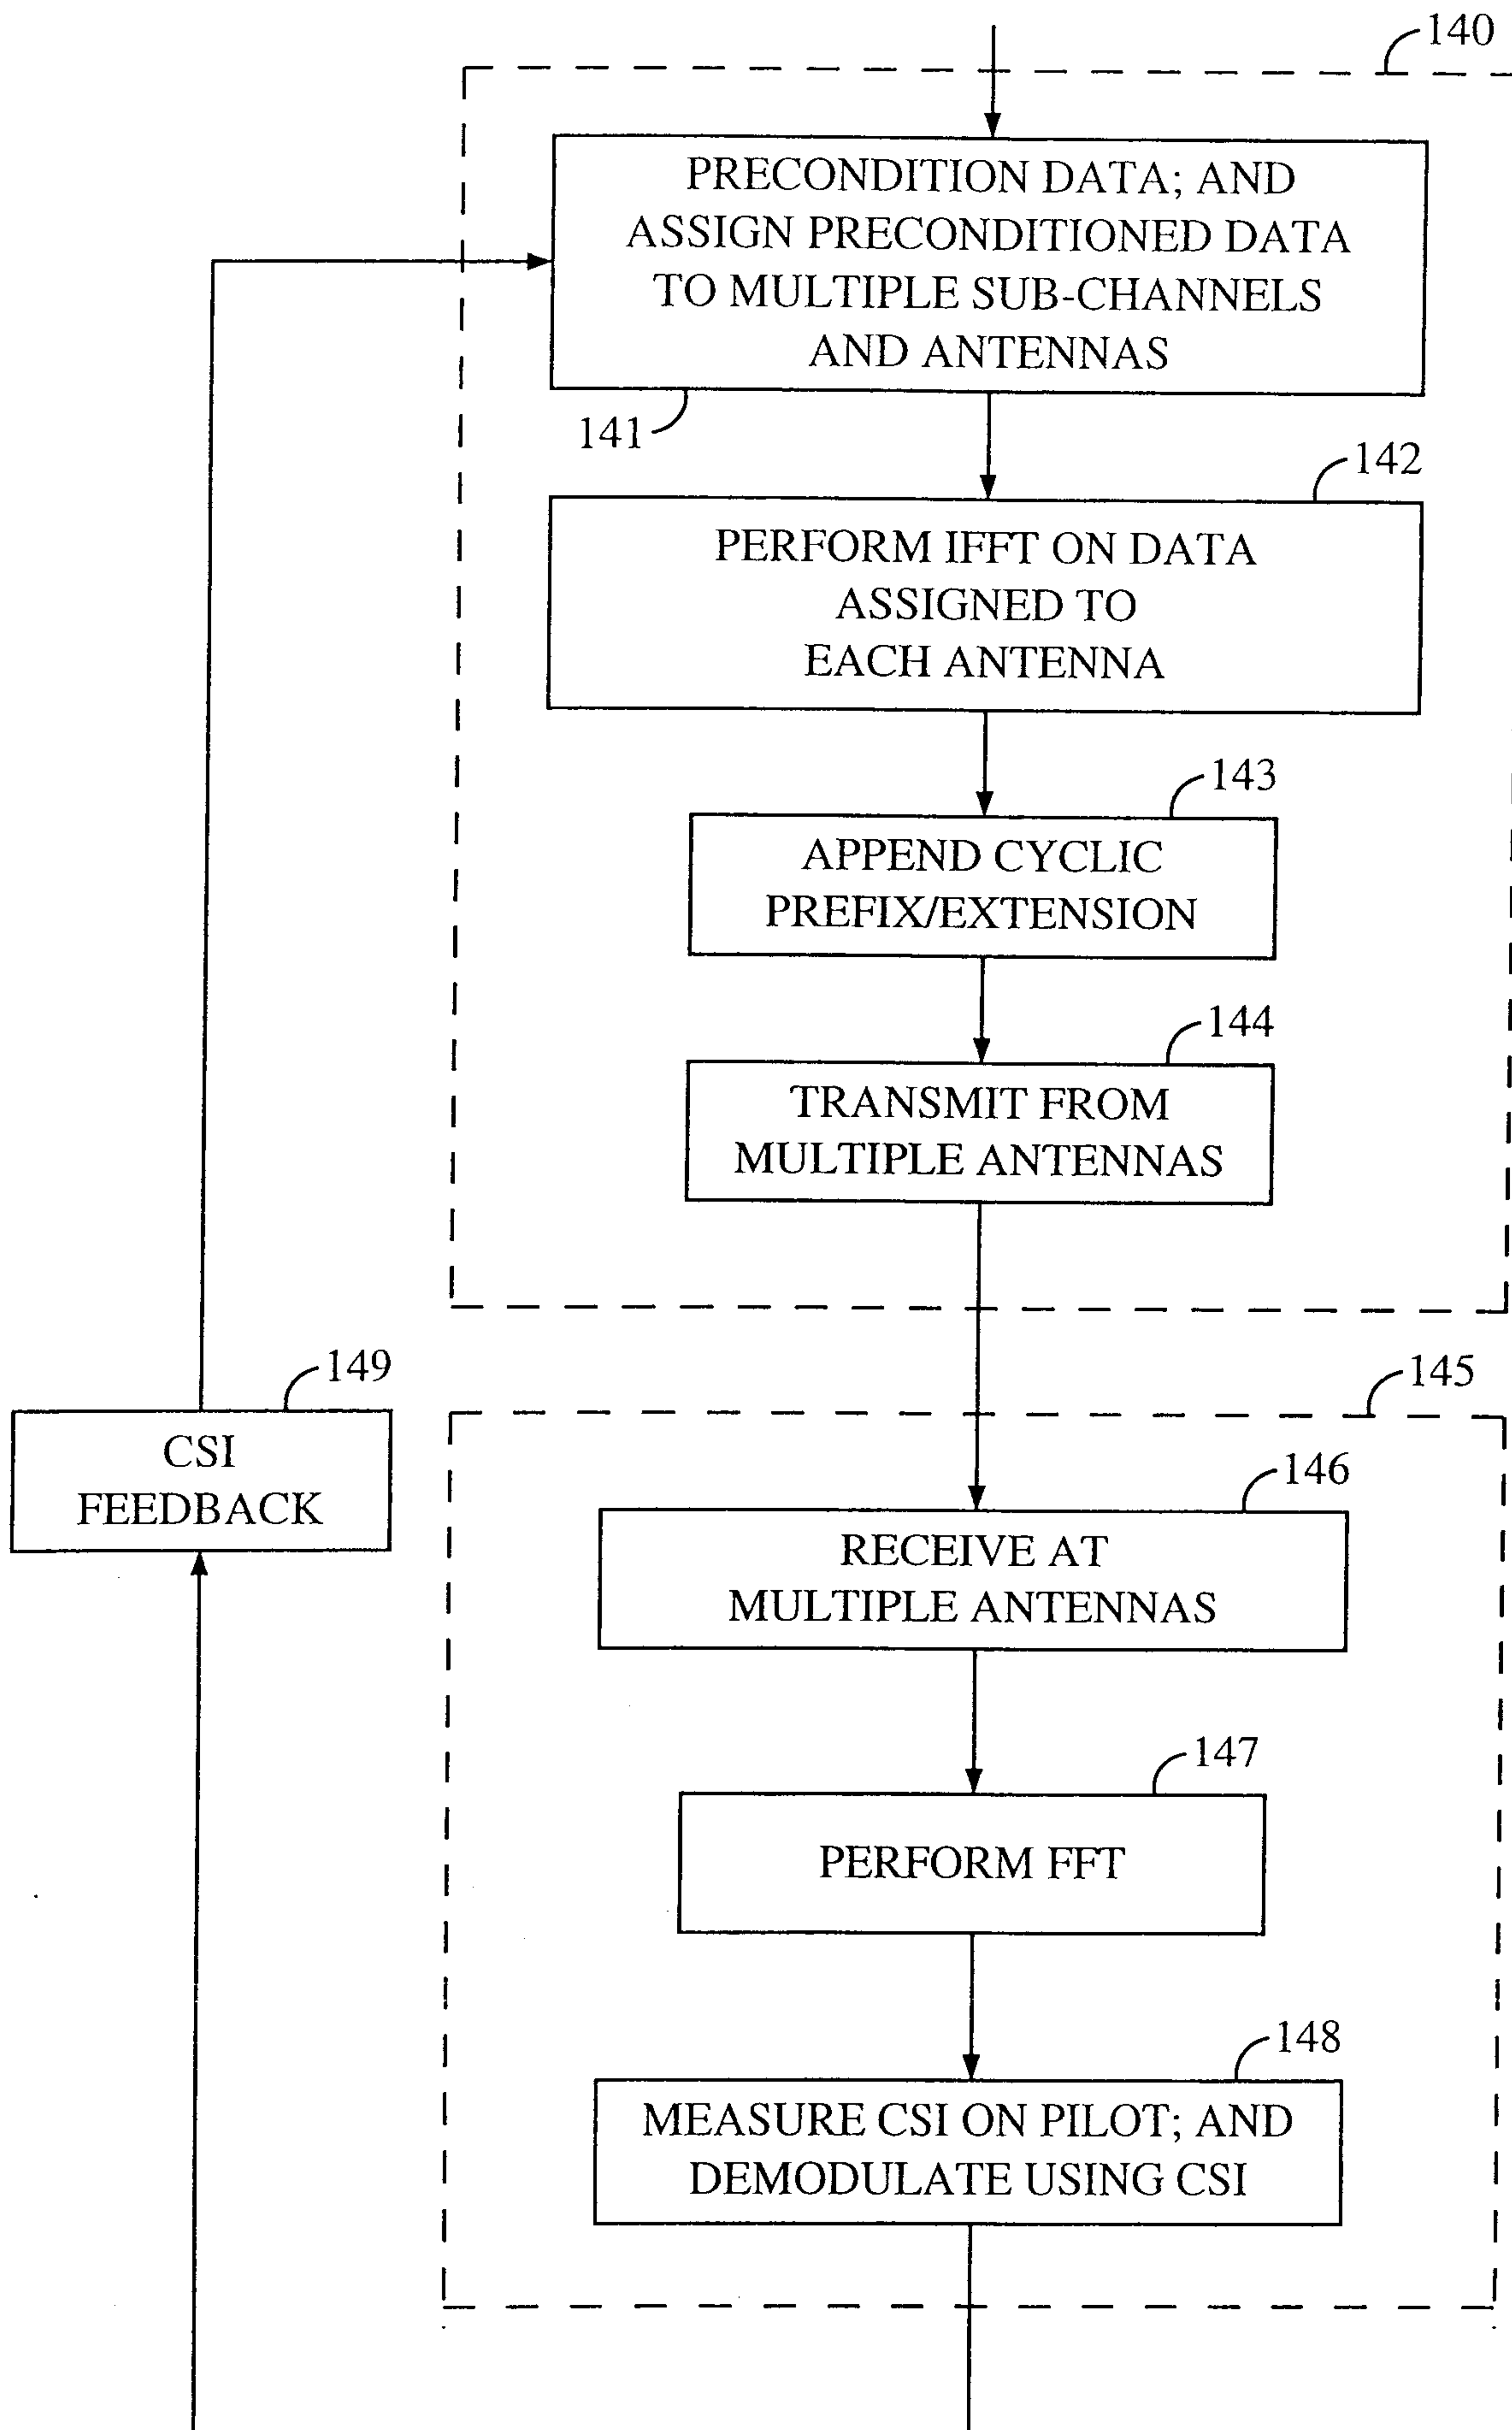 140
PRECONDITION DATA; AND
ASSIGN PRECONDITIONED DATA
TO MULTIPLE SUB-CHANNELS
AND ANTENNAS
141
142
PERFORM IFFT ON DATA
ASSIGNED TO
EACH ANTENNA
143
APPEND CYCLIC
PREFIX/EXTENSION
144
TRANSMIT FROM
MULTIPLE ANTENNAS
149
CSI
FEEDBACK
145
146
RECEIVE AT
MULTIPLE ANTENNAS
147
PERFORM FFT
148
MEASURE CSI ON PILOT; AND
DEMODULATE USING CSI